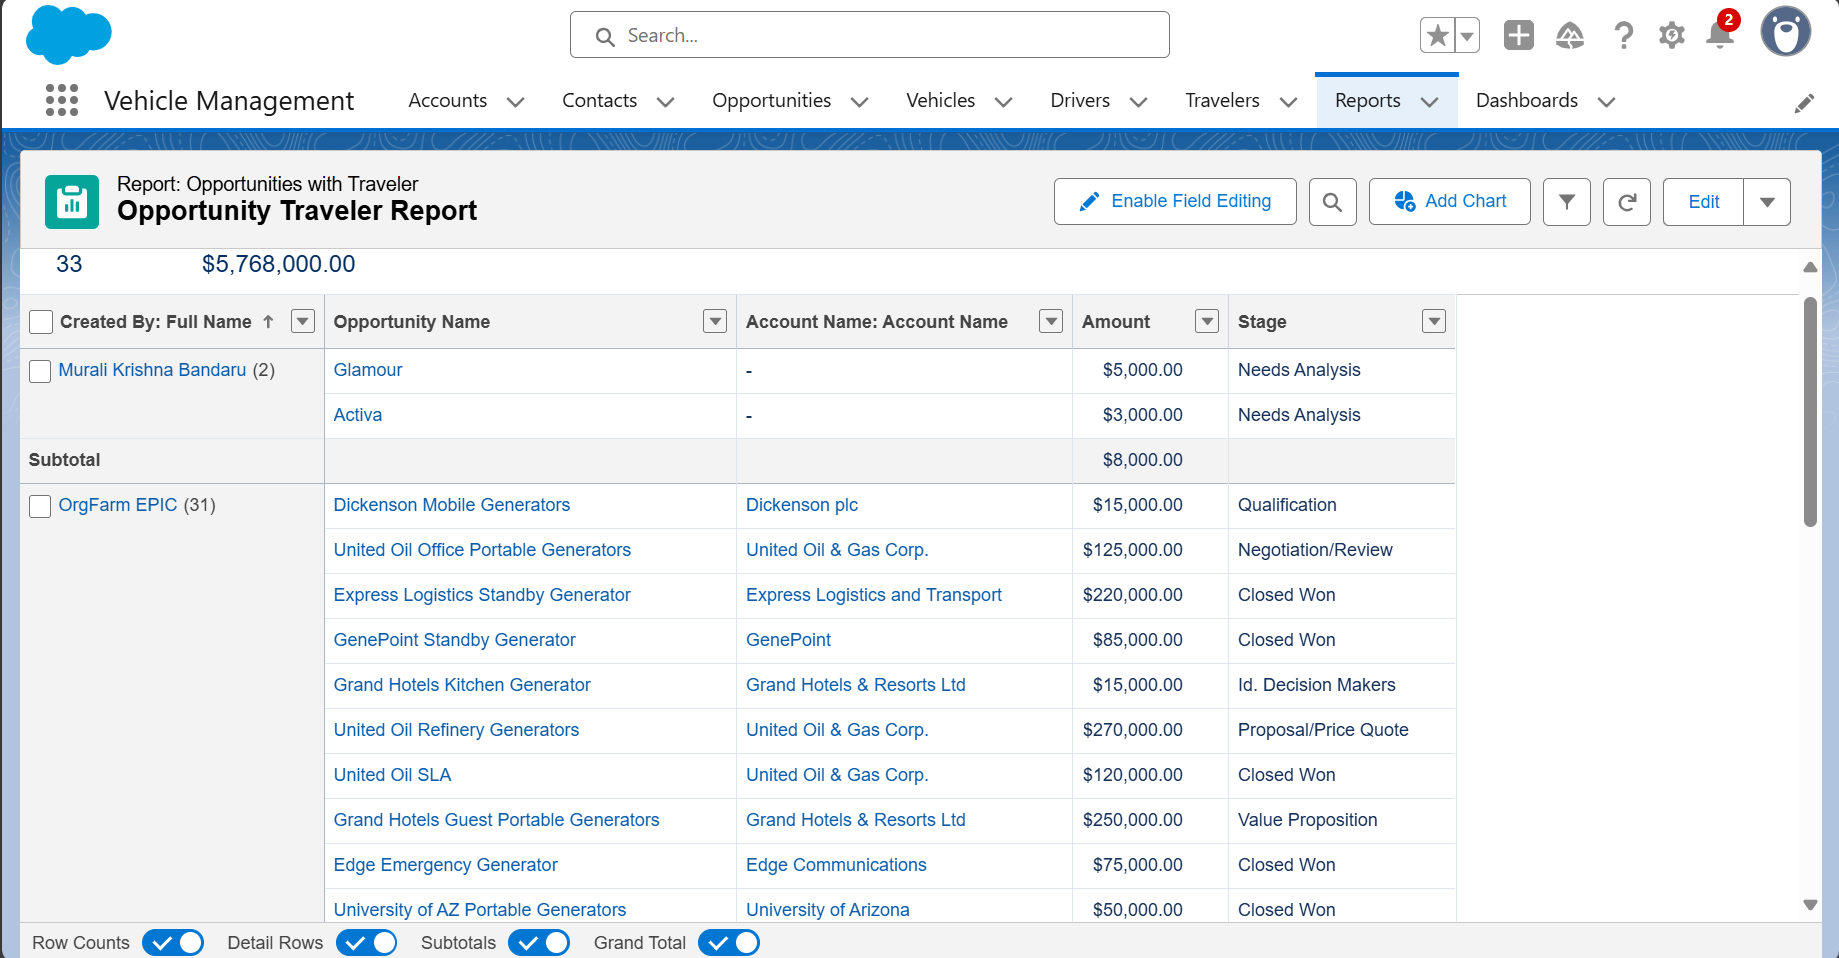 Search...
2
Vehicle Management Accounts Contacts Opportunities Vehicles Drivers Travelers Reports Dashboards
Report: Opportunities with Traveler
Opportunity Traveler Report
Enable Field Editing Add Chart Edit
33 $5,768,000.00
Created By: Full Name ↑ Opportunity Name Account Name: Account Name Amount Stage
Murali Krishna Bandaru (2) Glamour - $5,000.00 Needs Analysis
Activa - $3,000.00 Needs Analysis
Subtotal $8,000.00
OrgFarm EPIC (31) Dickenson Mobile Generators Dickenson plc $15,000.00 Qualification
United Oil Office Portable Generators United Oil & Gas Corp. $125,000.00 Negotiation/Review
Express Logistics Standby Generator Express Logistics and Transport $220,000.00 Closed Won
GenePoint Standby Generator GenePoint $85,000.00 Closed Won
Grand Hotels Kitchen Generator Grand Hotels & Resorts Ltd $15,000.00 Id. Decision Makers
United Oil Refinery Generators United Oil & Gas Corp. $270,000.00 Proposal/Price Quote
United Oil SLA United Oil & Gas Corp. $120,000.00 Closed Won
Grand Hotels Guest Portable Generators Grand Hotels & Resorts Ltd $250,000.00 Value Proposition
Edge Emergency Generator Edge Communications $75,000.00 Closed Won
University of AZ Portable Generators University of Arizona $50,000.00 Closed Won
Row Counts Detail Rows Subtotals Grand Total